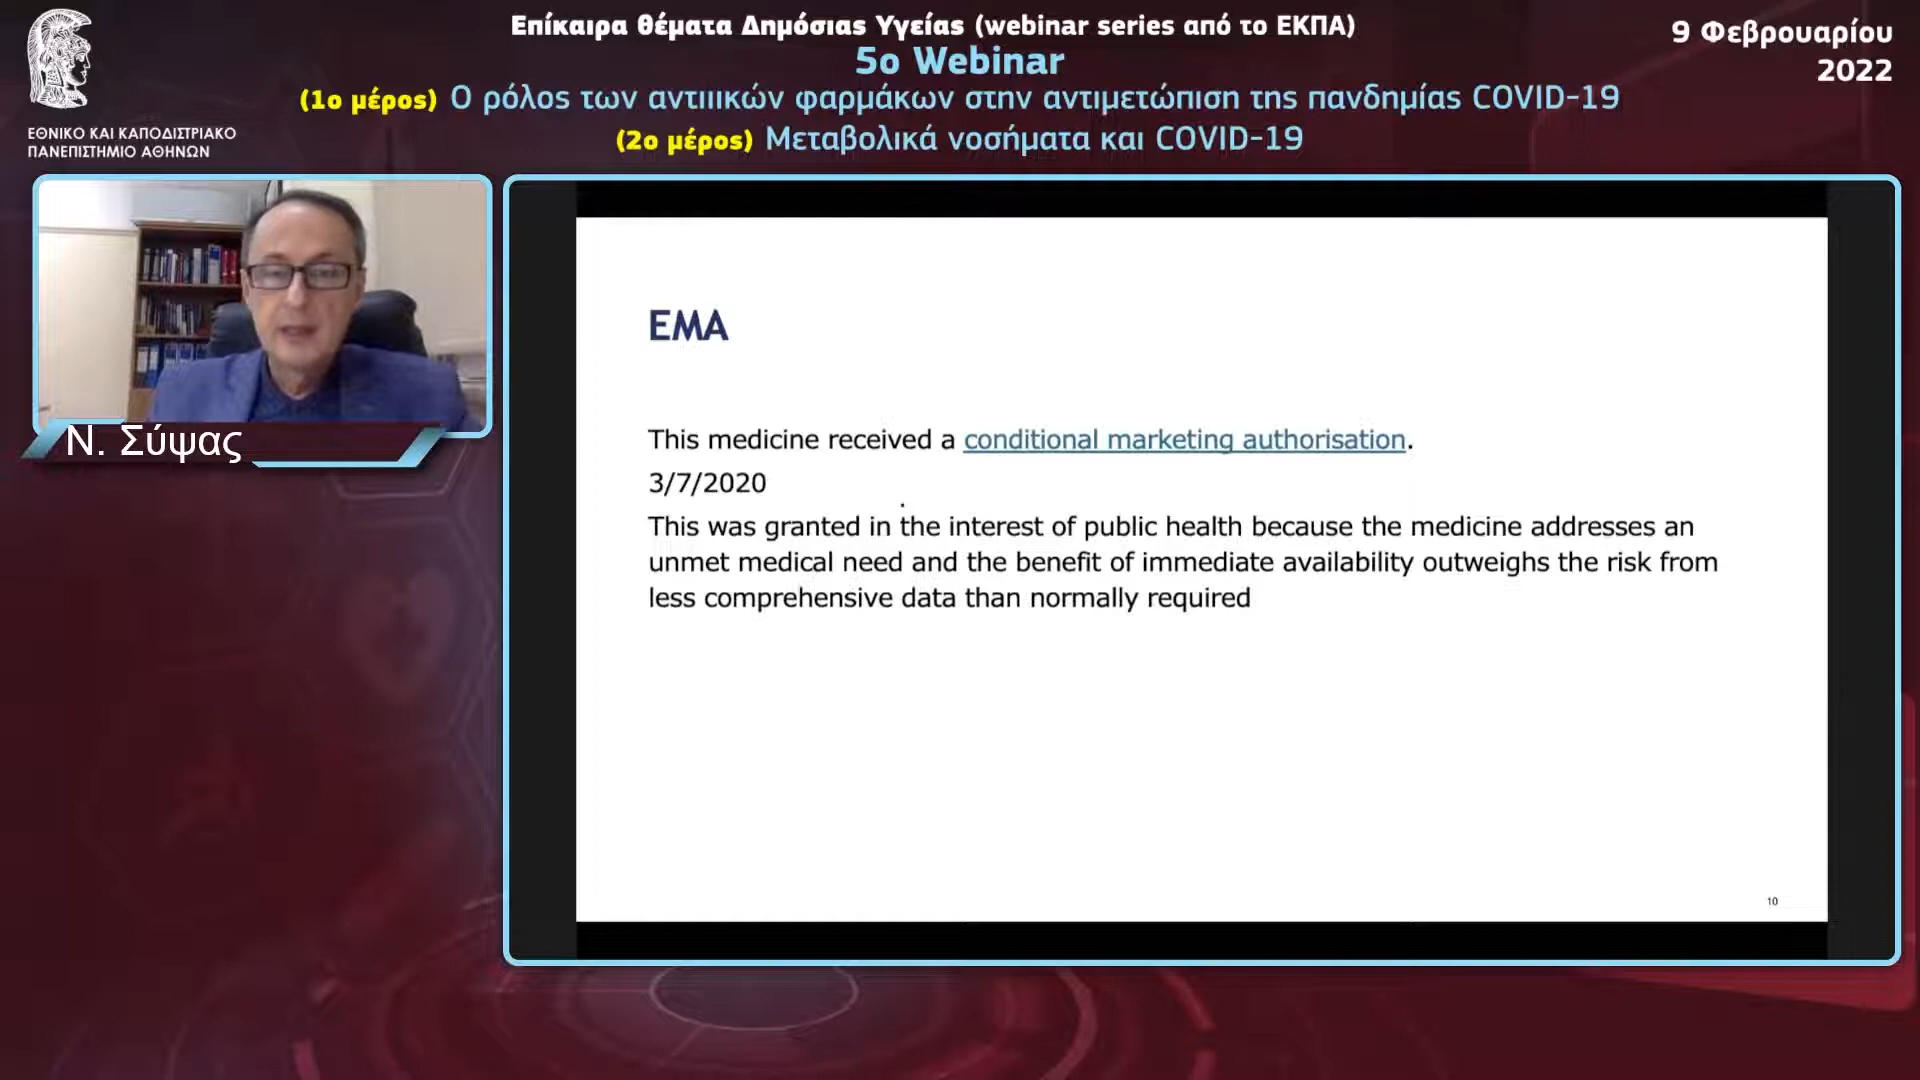 Επίκαιρα θέματα Δημόσιας Υγείας (webinar series από το ΕΚΠΑ)
5ο Webinar
(1ο μέρος) Ο ρόλος των αντιιικών φαρμάκων στην αντιμετώπιση της πανδημίας COVID-19
(2ο μέρος) Μεταβολικά νοσήματα και COVID-19
9 Φεβρουαρίου
2022
ΕΘΝΙΚΟ ΚΑΙ ΚΑΠΟΔΙΣΤΡΙΑΚΟ
ΠΑΝΕΠΙΣΤΗΜΙΟ ΑΘΗΝΩΝ
Ν. Σύψας
EMA
This medicine received a conditional marketing authorisation.
3/7/2020
This was granted in the interest of public health because the medicine addresses an
unmet medical need and the benefit of immediate availability outweighs the risk from
less comprehensive data than normally required
10